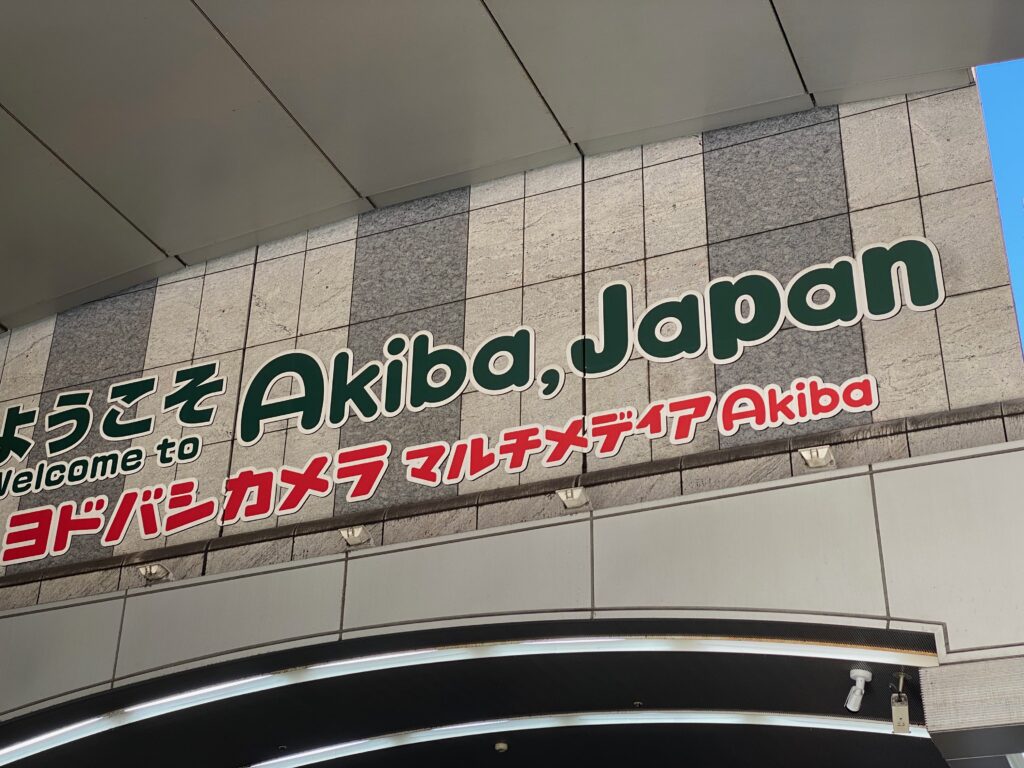 ようこそ
Welcome to Akiba, Japan
ヨドバシカメラ マルチメディア Akiba